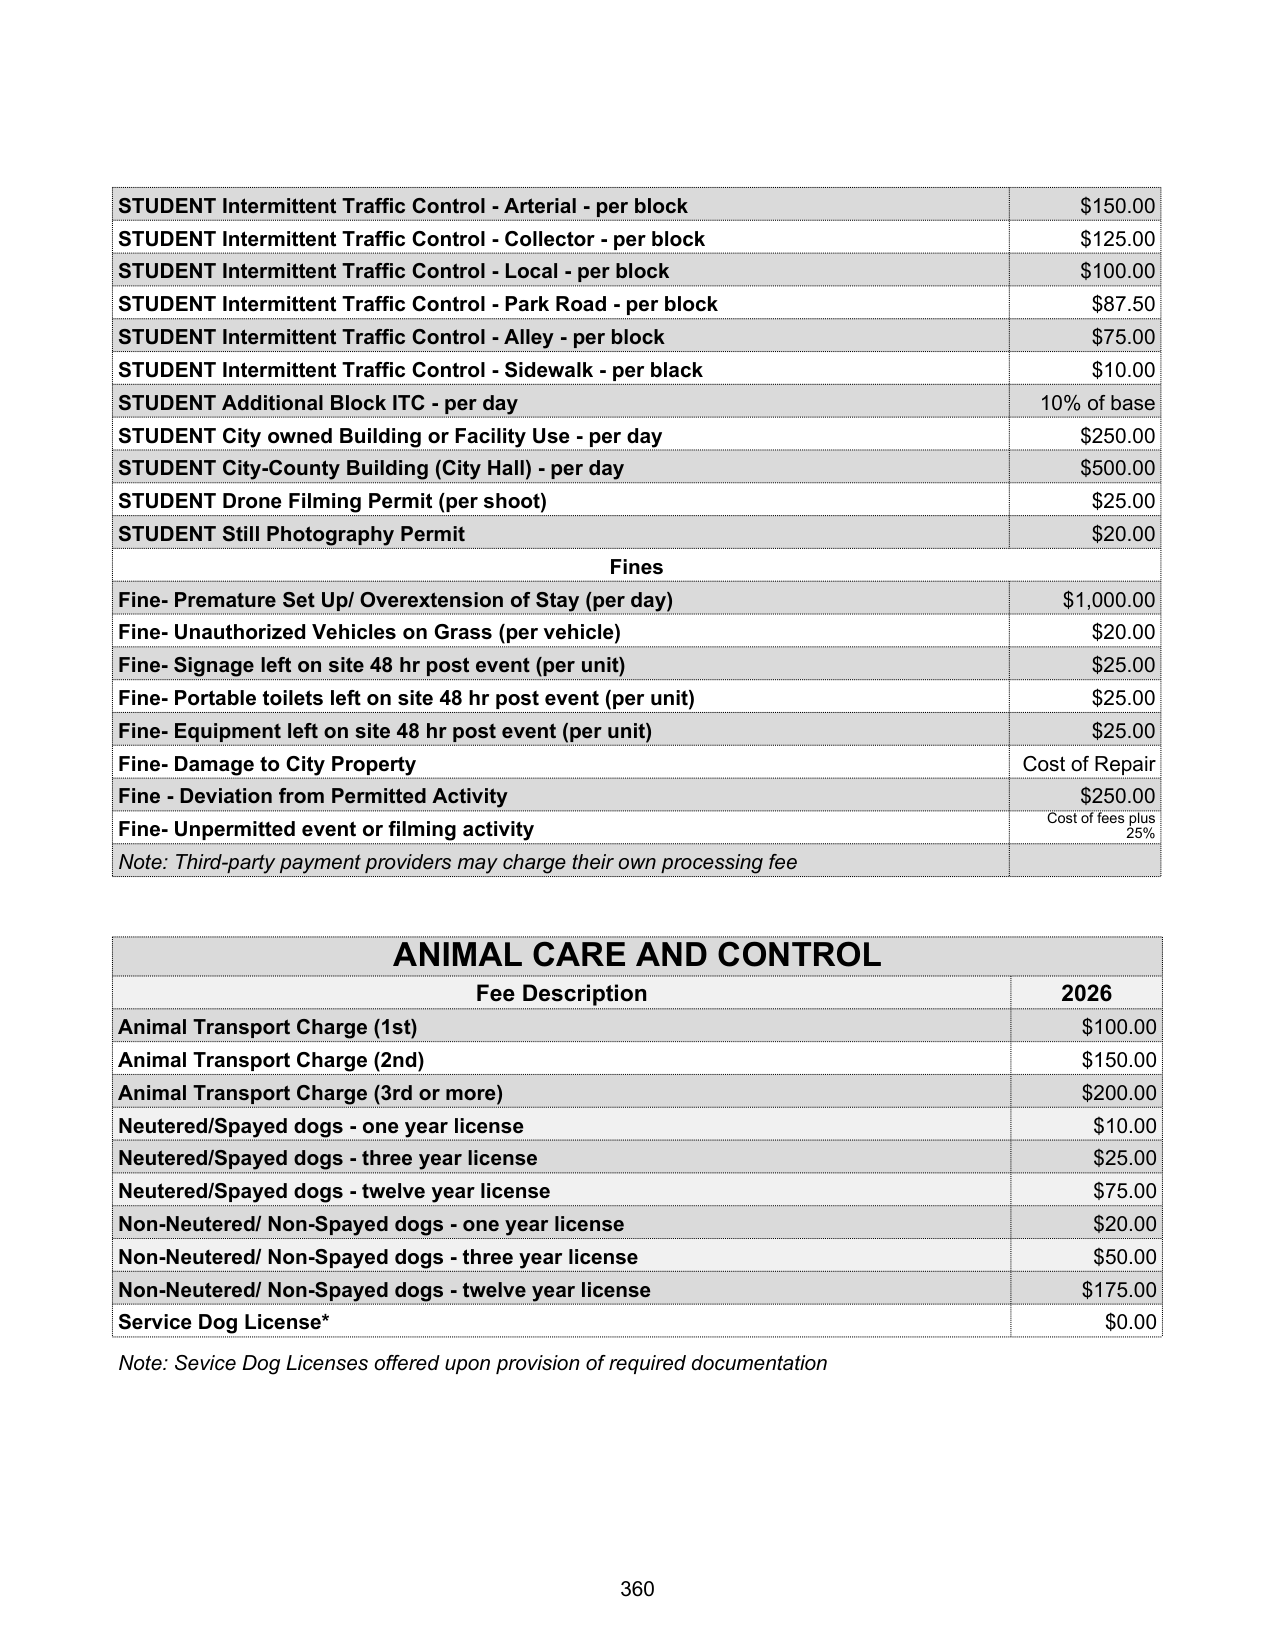 STUDENT Intermittent Traffic Control - Arterial - per block $150.00
STUDENT Intermittent Traffic Control - Collector - per block $125.00
STUDENT Intermittent Traffic Control - Local - per block $100.00
STUDENT Intermittent Traffic Control - Park Road - per block $87.50
STUDENT Intermittent Traffic Control - Alley - per block $75.00
STUDENT Intermittent Traffic Control - Sidewalk - per black $10.00
STUDENT Additional Block ITC - per day 10% of base
STUDENT City owned Building or Facility Use - per day $250.00
STUDENT City-County Building (City Hall) - per day $500.00
STUDENT Drone Filming Permit (per shoot) $25.00
STUDENT Still Photography Permit $20.00
Fines
Fine- Premature Set Up/ Overextension of Stay (per day) $1,000.00
Fine- Unauthorized Vehicles on Grass (per vehicle) $20.00
Fine- Signage left on site 48 hr post event (per unit) $25.00
Fine- Portable toilets left on site 48 hr post event (per unit) $25.00
Fine- Equipment left on site 48 hr post event (per unit) $25.00
Fine- Damage to City Property Cost of Repair
Fine - Deviation from Permitted Activity $250.00
Fine- Unpermitted event or filming activity Cost of fees plus
25%
Note: Third-party payment providers may charge their own processing fee
ANIMAL CARE AND CONTROL
Fee Description 2026
Animal Transport Charge (1st) $100.00
Animal Transport Charge (2nd) $150.00
Animal Transport Charge (3rd or more) $200.00
Neutered/Spayed dogs - one year license $10.00
Neutered/Spayed dogs - three year license $25.00
Neutered/Spayed dogs - twelve year license $75.00
Non-Neutered/ Non-Spayed dogs - one year license $20.00
Non-Neutered/ Non-Spayed dogs - three year license $50.00
Non-Neutered/ Non-Spayed dogs - twelve year license $175.00
Service Dog License* $0.00
Note: Sevice Dog Licenses offered upon provision of required documentation
360